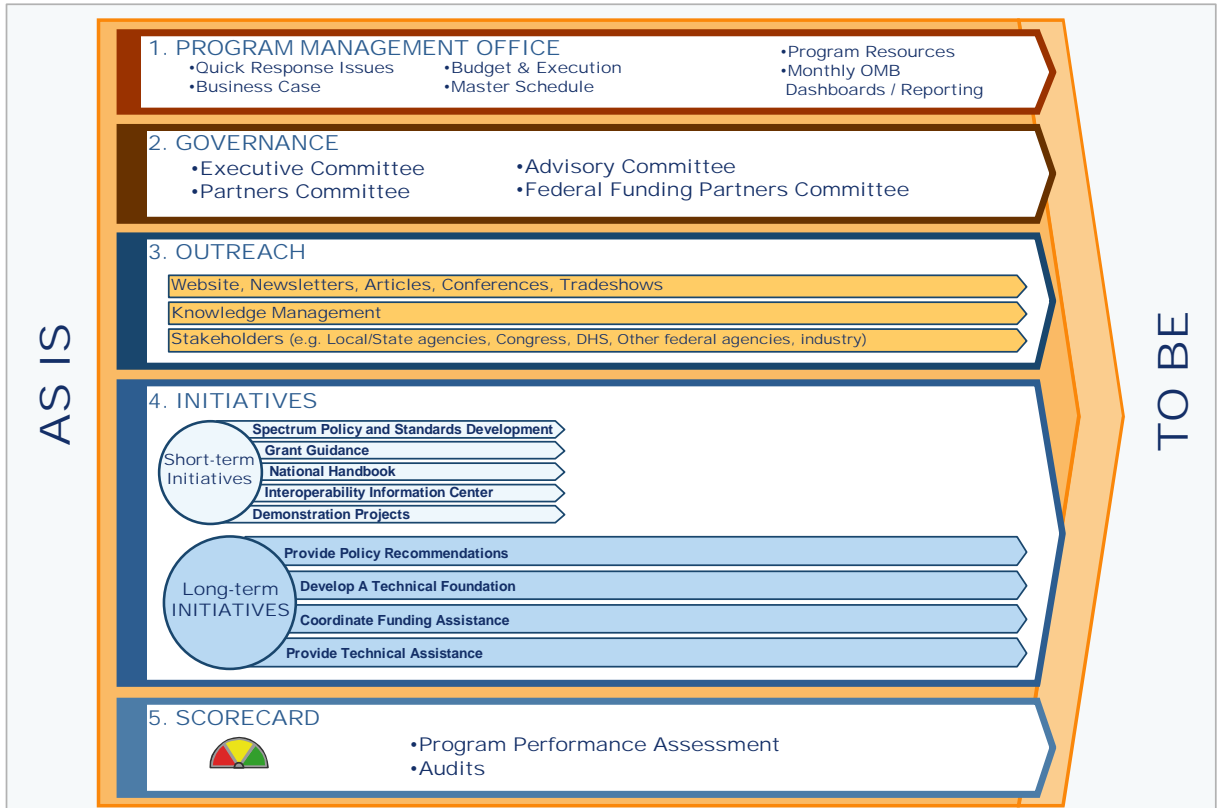 1. PROGRAM MANAGEMENT OFFICE
•Quick Response Issues
•Business Case
•Budget & Execution
•Master Schedule
•Program Resources
•Monthly OMB
Dashboards / Reporting
2. GOVERNANCE
•Executive Committee
•Partners Committee
•Advisory Committee
•Federal Funding Partners Committee
3. OUTREACH
Website, Newsletters, Articles, Conferences, Tradeshows
Knowledge Management
Stakeholders (e.g. Local/State agencies, Congress, DHS, Other federal agencies, industry)
AS IS
TO BE
4. INITIATIVES
Short-term
Initiatives
Spectrum Policy and Standards Development
Grant Guidance
National Handbook
Interoperability Information Center
Demonstration Projects
Long-term
INITIATIVES
Provide Policy Recommendations
Develop A Technical Foundation
Coordinate Funding Assistance
Provide Technical Assistance
5. SCORECARD
•Program Performance Assessment
•Audits